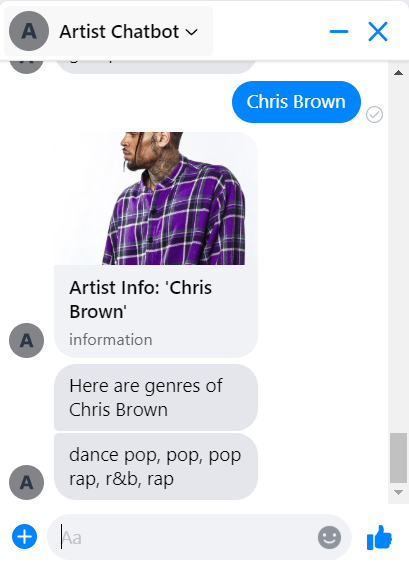 A Artist Chatbot
A
Chris Brown
Artist Info: 'Chris
Brown'
A information
Here are genres of
Chris Brown
dance pop, pop, pop
A rap, r&b, rap
Aa